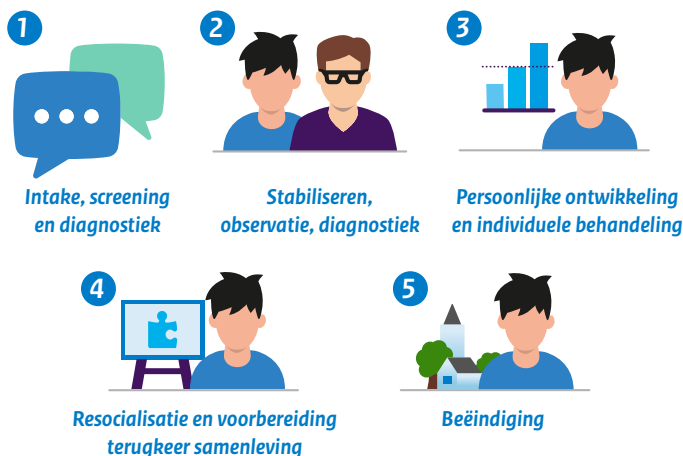 1
2
3
Intake, screening
en diagnostiek
Stabiliseren,
observatie, diagnostiek
Persoonlijke ontwikkeling
en individuele behandeling
4
5
Resocialisatie en voorbereiding
terugkeer samenleving
Beëindiging